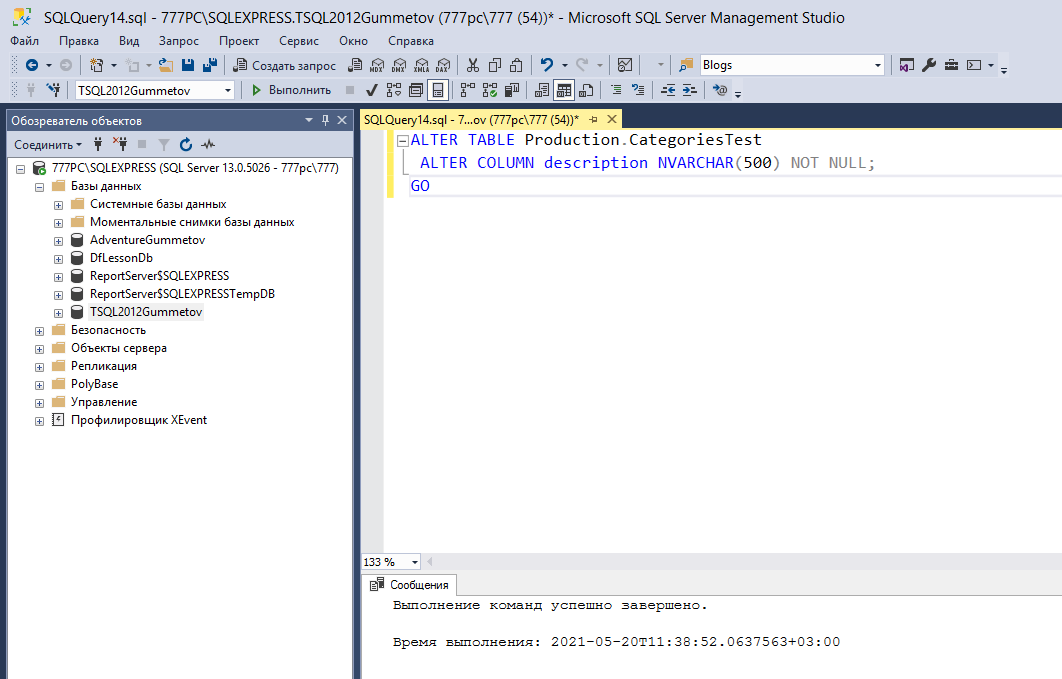 SQLQuery14.sql - 777PC\SQLEXPRESS.TSQL2012Gummetov (777pc\777 (54))* - Microsoft SQL Server Management Studio
Файл Правка Вид Запрос Проект Сервис Окно Справка
Создать запрос MDX DMX XMLA DAX Blogs
TSQL2012Gummetov Выполнить
Обозреватель объектов
Соединить
777PC\SQLEXPRESS (SQL Server 13.0.5026 - 777pc\777)
Базы данных
Системные базы данных
Моментальные снимки базы данных
AdventureGummetov
DfLessonDb
ReportServer$SQLEXPRESS
ReportServer$SQLEXPRESSTempDB
TSQL2012Gummetov
Безопасность
Объекты сервера
Репликация
PolyBase
Управление
Профилировщик XEvent
SQLQuery14.sql - 7...ov (777pc\777 (54))*
ALTER TABLE Production.CategoriesTest
ALTER COLUMN description NVARCHAR(500) NOT NULL;
GO
133 %
Сообщения
Выполнение команд успешно завершено.
Время выполнения: 2021-05-20T11:38:52.0637563+03:00